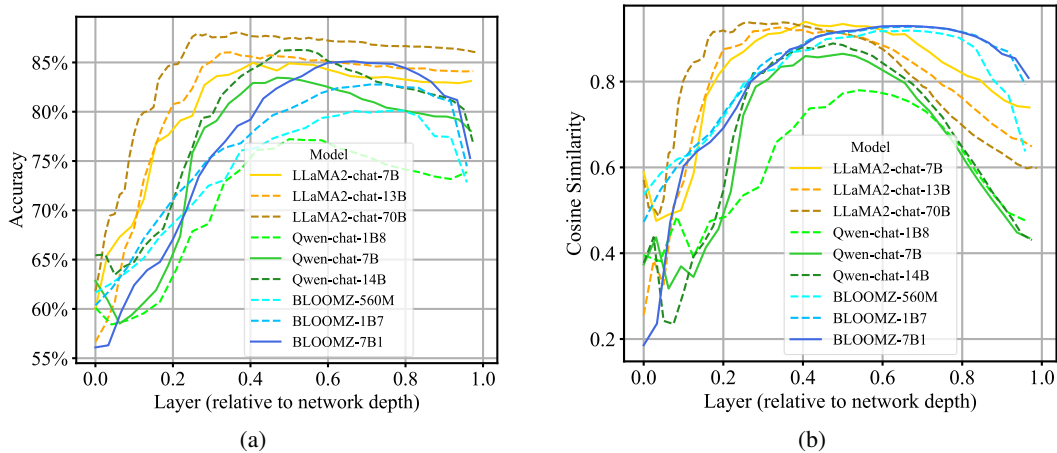 85%
80%
75%
70%
65%
60%
55%
Accuracy
Model
LLaMA2-chat-7B
LLaMA2-chat-13B
LLaMA2-chat-70B
Qwen-chat-1B8
Qwen-chat-7B
Qwen-chat-14B
BLOOMZ-560M
BLOOMZ-1B7
BLOOMZ-7B1
0.0 0.2 0.4 0.6 0.8 1.0
Layer (relative to network depth)
(a)
0.8
0.6
0.4
0.2
Cosine Similarity
Model
LLaMA2-chat-7B
LLaMA2-chat-13B
LLaMA2-chat-70B
Qwen-chat-1B8
Qwen-chat-7B
Qwen-chat-14B
BLOOMZ-560M
BLOOMZ-1B7
BLOOMZ-7B1
0.0 0.2 0.4 0.6 0.8 1.0
Layer (relative to network depth)
(b)